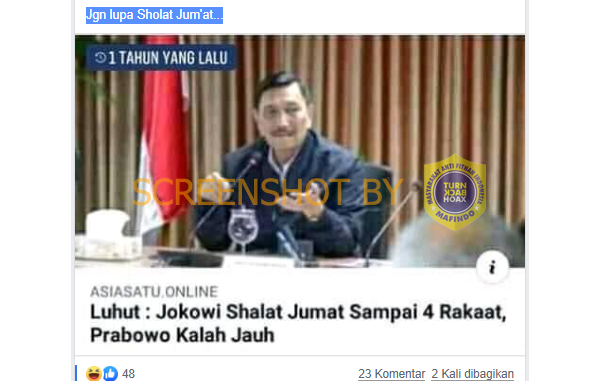 Jgn lupa Sholat Jum'at...
1 TAHUN YANG LALU
SCREENSHOT BY
MASYARAKAT ANTI FITNAH INDONESIA
TURN
BACK
HOAX
MAFINDO
i
ASIASATU.ONLINE
Luhut : Jokowi Shalat Jumat Sampai 4 Rakaat,
Prabowo Kalah Jauh
48
23 Komentar 2 Kali dibagikan